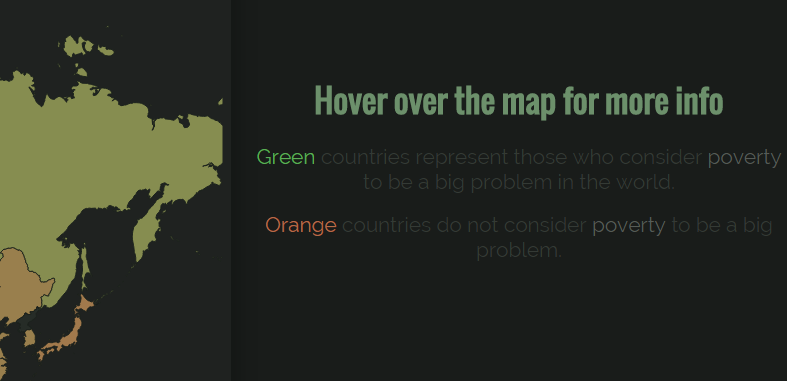 Hover over the map for more info
Green countries represent those who consider poverty
to be a big problem in the world.
Orange countries do not consider poverty to be a big
problem.